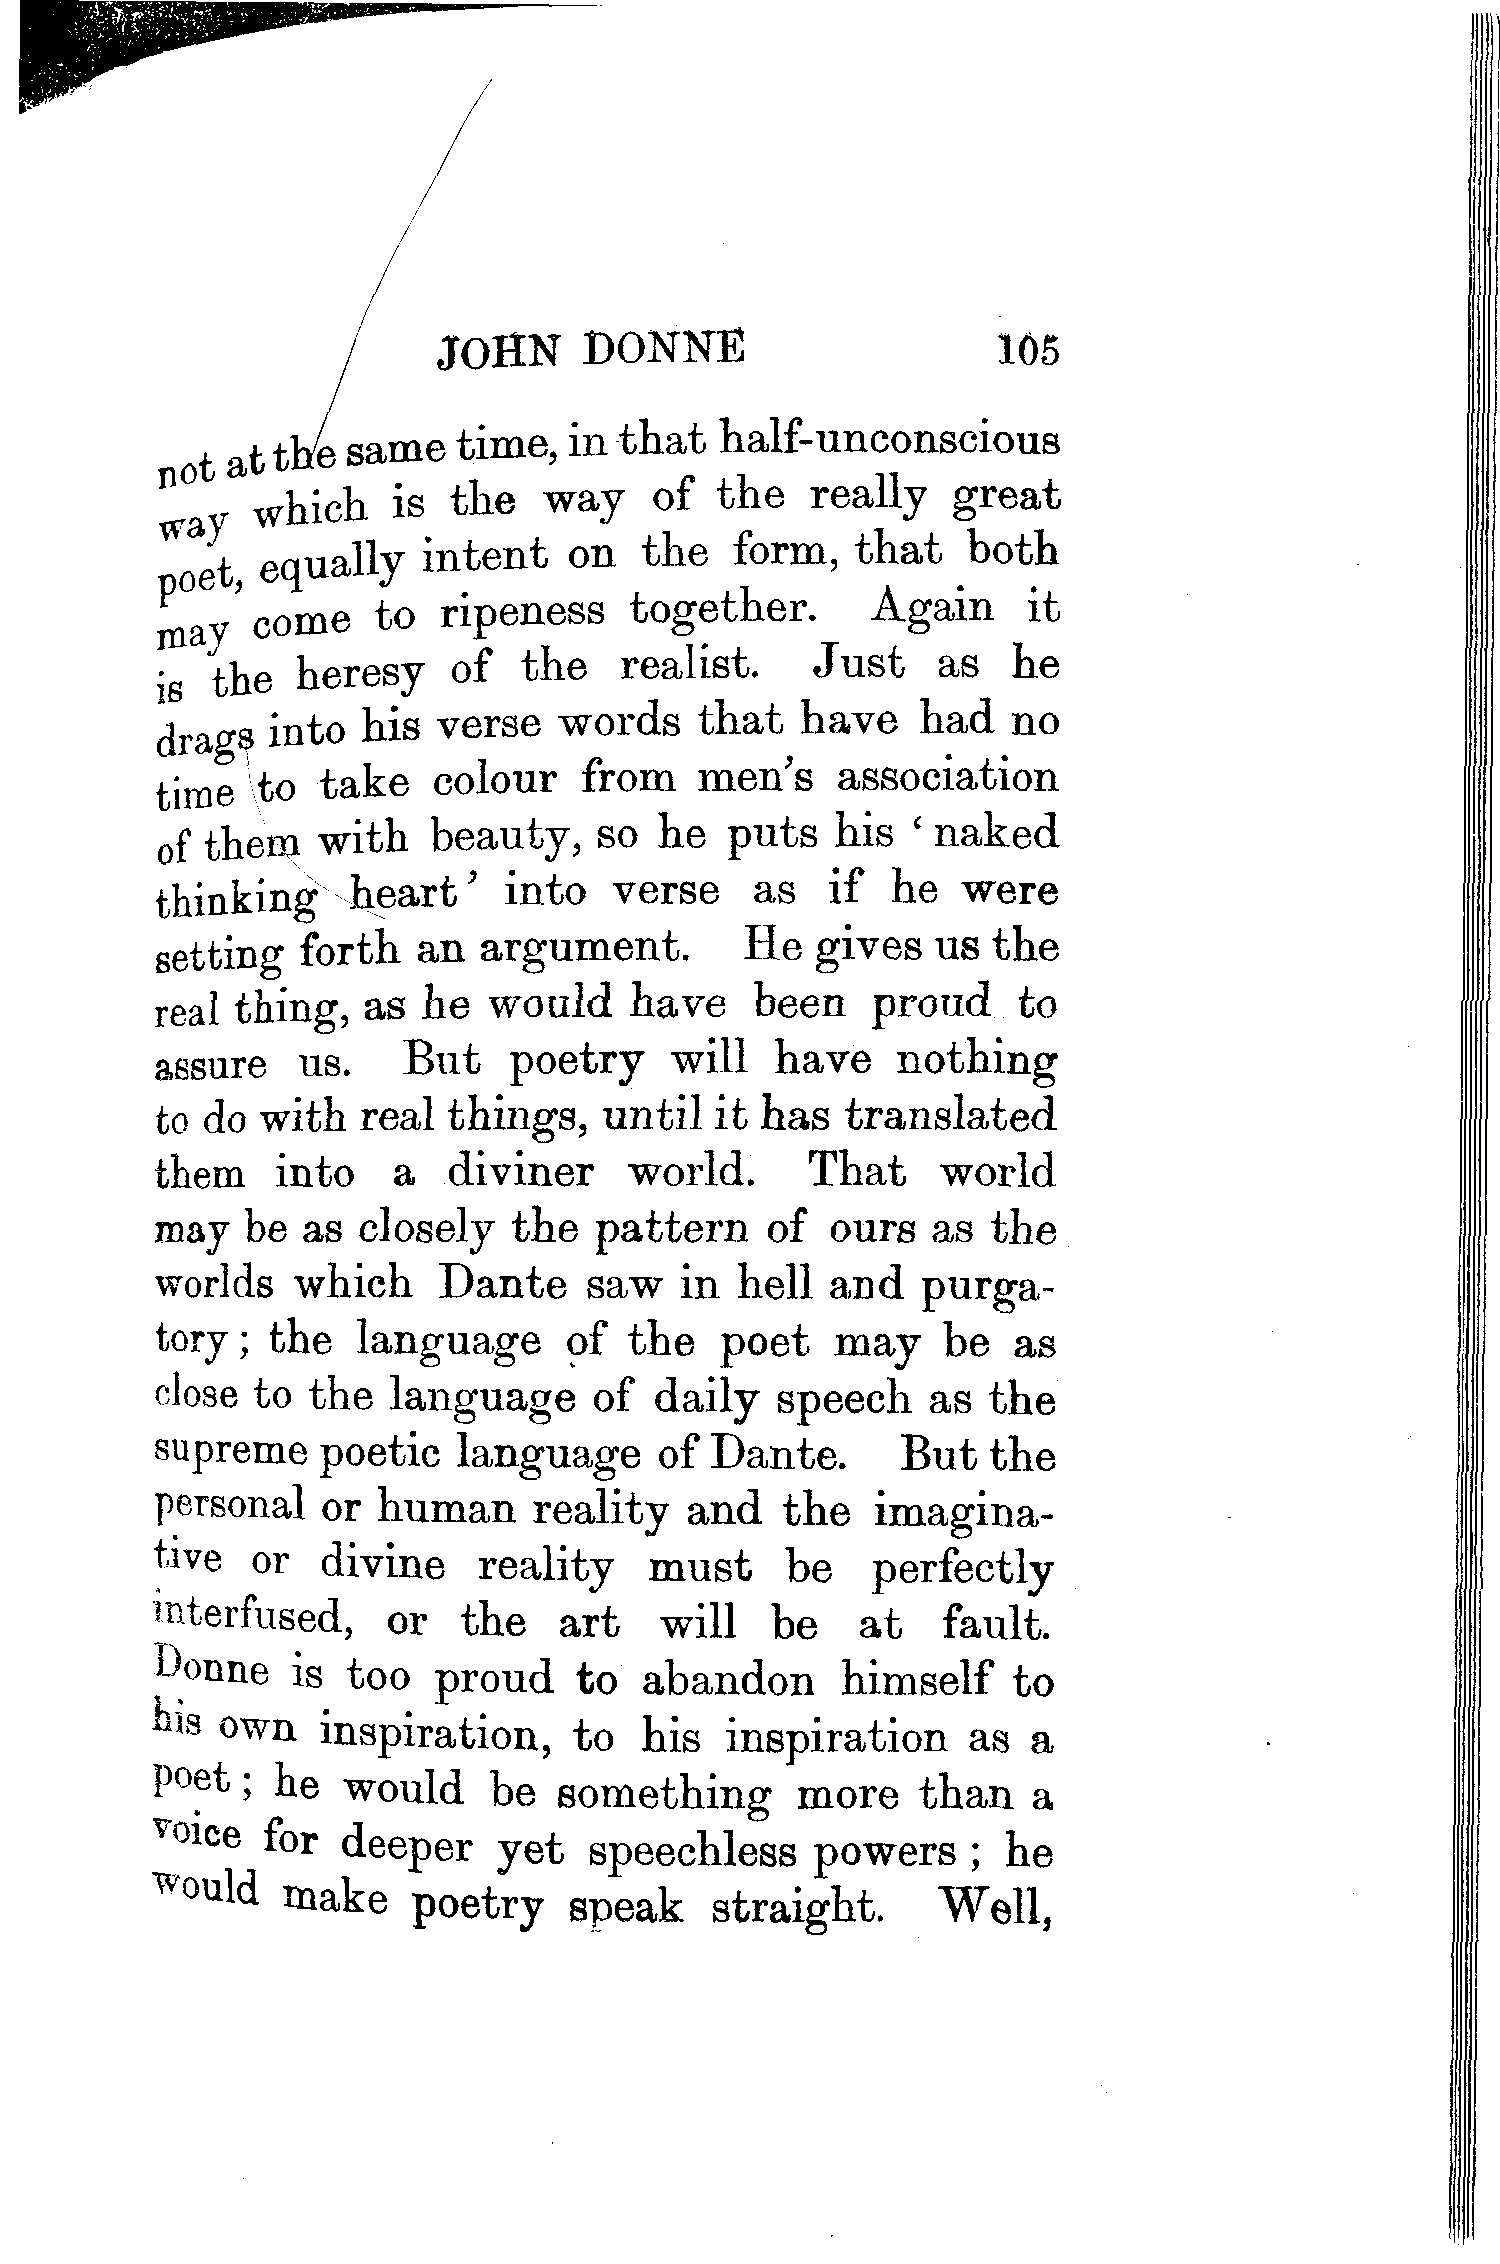 JOHN DONNE 105
not at the same time, in that half-unconscious
way which is the way of the really great
poet, equally intent on the form, that both
may come to ripeness together. Again it
is the heresy of the realist. Just as he
drags into his verse words that have had no
time to take colour from men's association
of them with beauty, so he puts his ' naked
thinking heart' into verse as if he were
setting forth an argument. He gives us the
real thing, as he would have been proud to
assure us. But poetry will have nothing
to do with real things, until it has translated
them into a diviner world. That world
may be as closely the pattern of ours as the
worlds which Dante saw in hell and purga-
tory ; the language of the poet may be as
close to the language of daily speech as the
supreme poetic language of Dante. But the
personal or human reality and the imagina-
tive or divine reality must be perfectly
interfused, or the art will be at fault.
Donne is too proud to abandon himself to
his own inspiration, to his inspiration as a
poet ; he would be something more than a
voice for deeper yet speechless powers ; he
would make poetry speak straight. Well,